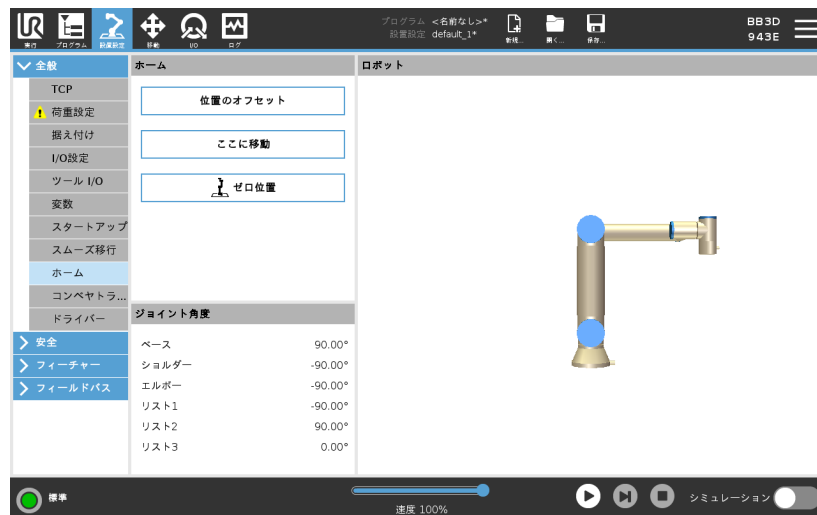 UR
実行
プログラム
設置設定
移動
I/O
ログ
プログラム <名前なし>*
設置設定 default_1*
新規...
開く...
保存...
BB3D
943E
全般
TCP
荷重設定
据え付け
I/O設定
ツール I/O
変数
スタートアップ
スムーズ移行
ホーム
コンベヤトラ...
ドライバー
安全
フィーチャー
フィールドバス
ホーム
位置のオフセット
ここに移動
ゼロ位置
ジョイント角度
ベース 90.00°
ショルダー -90.00°
エルボー -90.00°
リスト1 -90.00°
リスト2 90.00°
リスト3 0.00°
ロボット
標準
速度 100%
シミュレーション